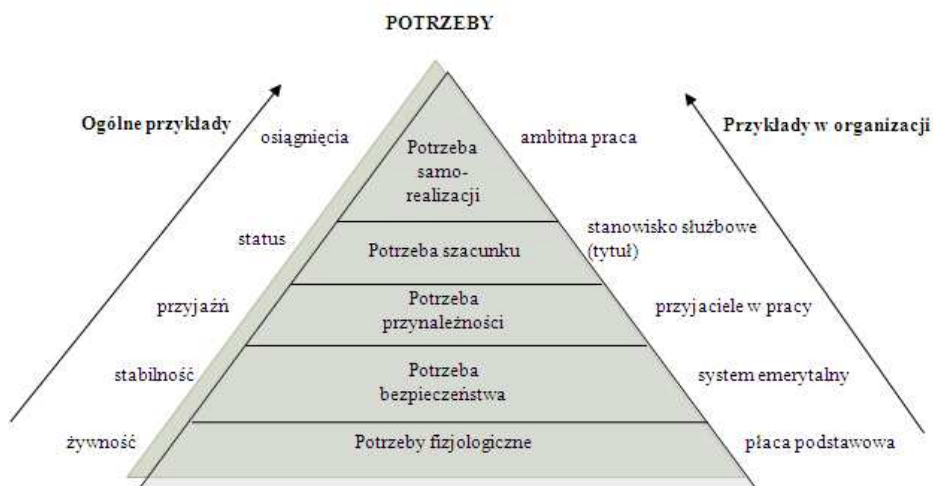 POTRZEBY
Ogólne przykłady
Przykłady w organizacji
osiągnięcia
Potrzeba
samo-
realizacji
ambitna praca
status
Potrzeba szacunku
stanowisko służbowe
(tytuł)
przyjaźń
Potrzeba
przynależności
przyjaciele w pracy
stabilność
Potrzeba
bezpieczeństwa
system emerytalny
żywność
Potrzeby fizjologiczne
płaca podstawowa